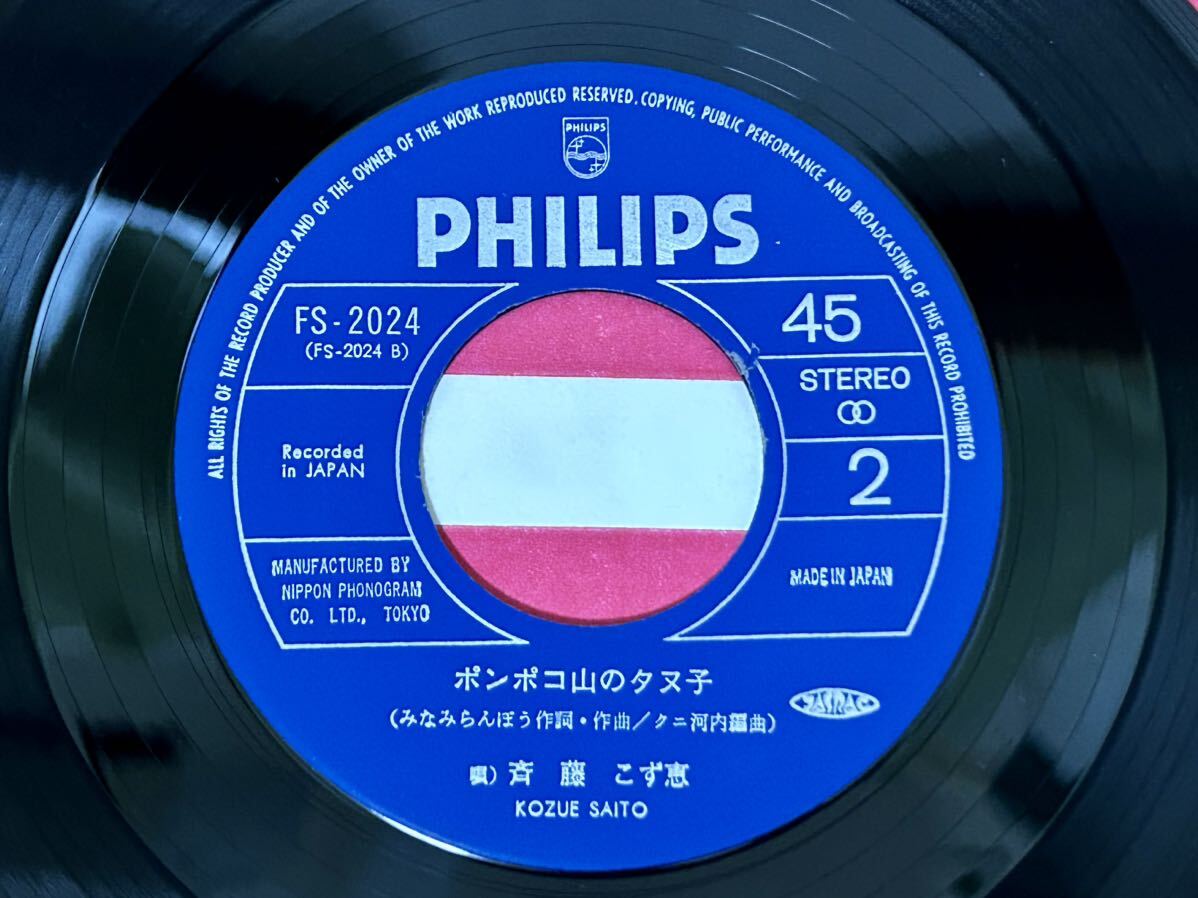 ALL RIGHTS OF THE RECORD PRODUCER AND OF THE OWNER OF THE WORK REPRODUCED RESERVED. COPYING, PUBLIC PERFORMANCE AND BROADCASTING OF THIS RECORD PROHIBITED
PHILIPS
PHILIPS
FS-2024
(FS-2024 B)
Recorded
in JAPAN
MANUFACTURED BY
NIPPON PHONOGRAM
CO. LTD., TOKYO
45
STEREO
2
MADE IN JAPAN
ポンポコ山のタヌ子
(みなみらんぼう作詞・作曲/クニ河内編曲)
JASRAC
唄) 斉藤 こず恵
KOZUE SAITO